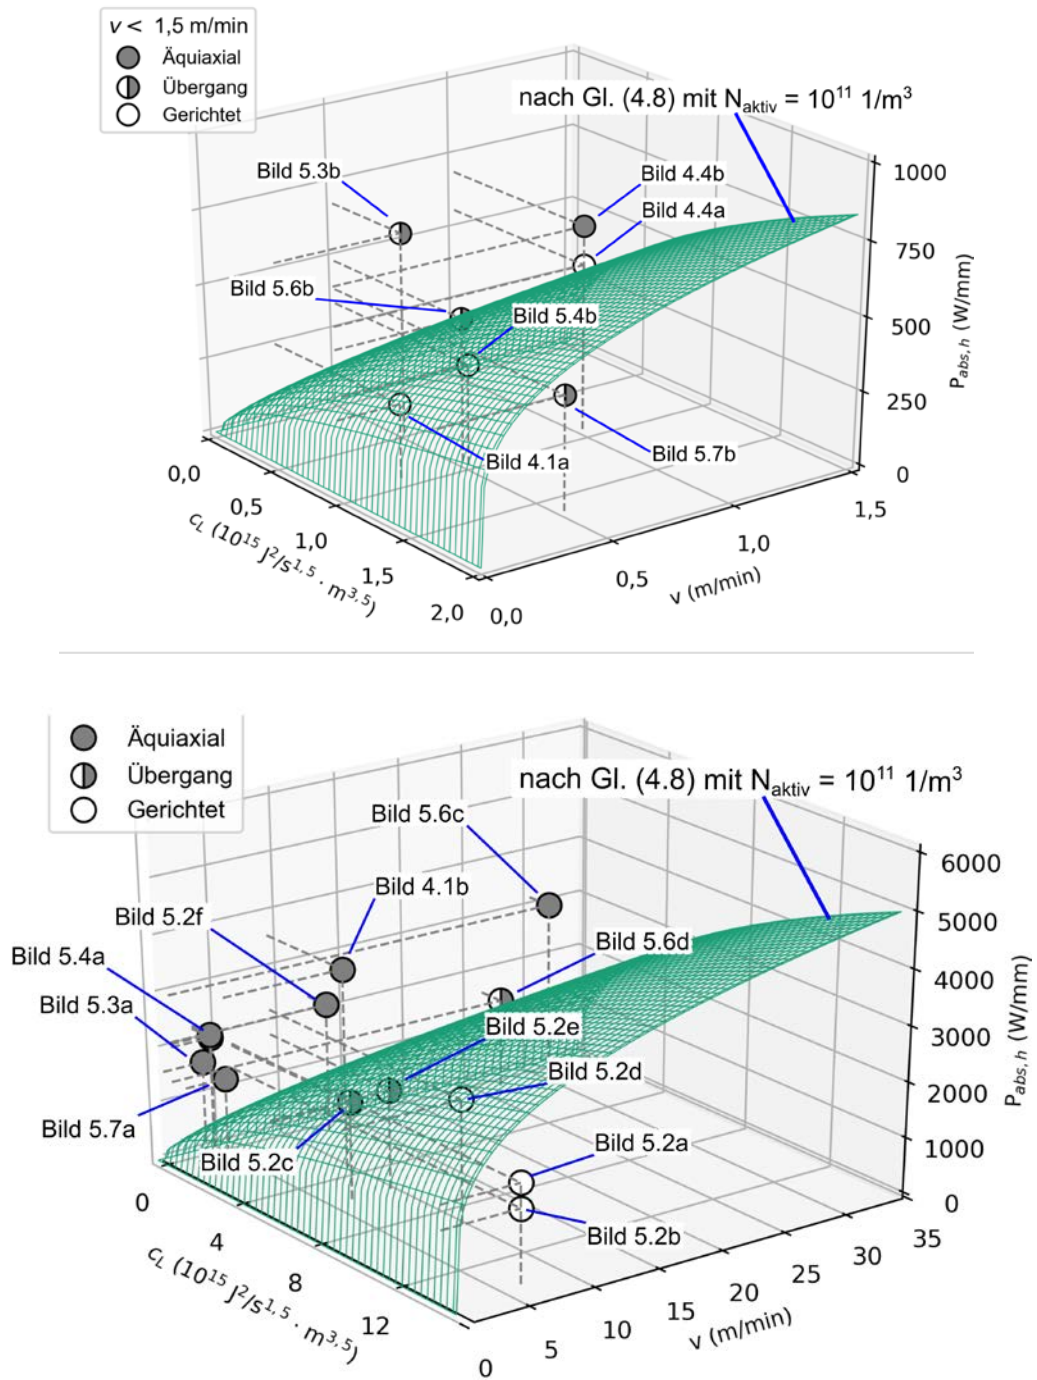 v < 1,5 m/min
Äquiaxial
Übergang
Gerichtet
nach Gl. (4.8) mit N_aktiv = 10^11 1/m^3
Bild 5.3b
Bild 4.4b
Bild 4.4a
Bild 5.6b
Bild 5.4b
Bild 4.1a
Bild 5.7b
1000
750
500
250
0
P_abs,h (W/mm)
0,0
0,5
1,0
1,5
2,0
c_L (10^15 J^2/s^1,5 · m^3,5)
0,0
0,5
1,0
1,5
v (m/min)
Äquiaxial
Übergang
Gerichtet
nach Gl. (4.8) mit N_aktiv = 10^11 1/m^3
Bild 5.6c
Bild 4.1b
Bild 5.2f
Bild 5.4a
Bild 5.3a
Bild 5.6d
Bild 5.2e
Bild 5.2d
Bild 5.7a
Bild 5.2c
Bild 5.2a
Bild 5.2b
6000
5000
4000
3000
2000
1000
0
P_abs,h (W/mm)
0
4
8
12
c_L (10^15 J^2/s^1,5 · m^3,5)
0
5
10
15
20
25
30
35
v (m/min)